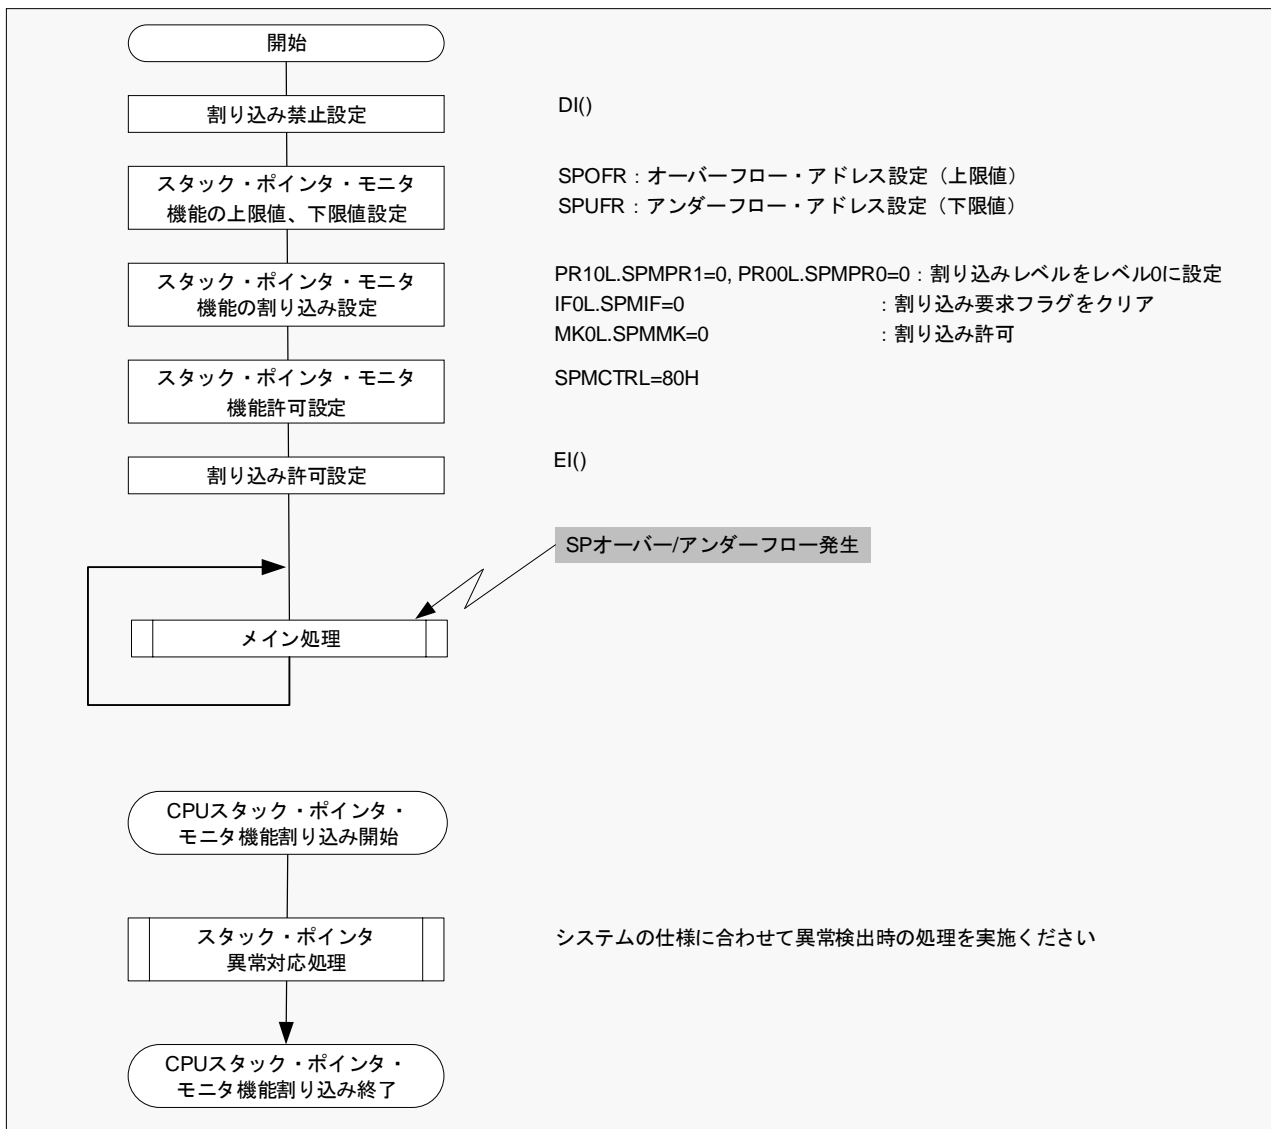 開始
割り込み禁止設定
DI()
スタック・ポインタ・モニタ
機能の上限値、下限値設定
SPOFR：オーバーフロー・アドレス設定（上限値）
SPUFR：アンダーフロー・アドレス設定（下限値）
スタック・ポインタ・モニタ
機能の割り込み設定
PR10L.SPMPR1=0, PR00L.SPMPR0=0：割り込みレベルをレベル0に設定
IF0L.SPMIF=0 ：割り込み要求フラグをクリア
MK0L.SPMMK=0 ：割り込み許可
スタック・ポインタ・モニタ
機能許可設定
SPMCTRL=80H
割り込み許可設定
EI()
SPオーバー/アンダーフロー発生
メイン処理
CPUスタック・ポインタ・
モニタ機能割り込み開始
スタック・ポインタ
異常対応処理
システムの仕様に合わせて異常検出時の処理を実施ください
CPUスタック・ポインタ・
モニタ機能割り込み終了